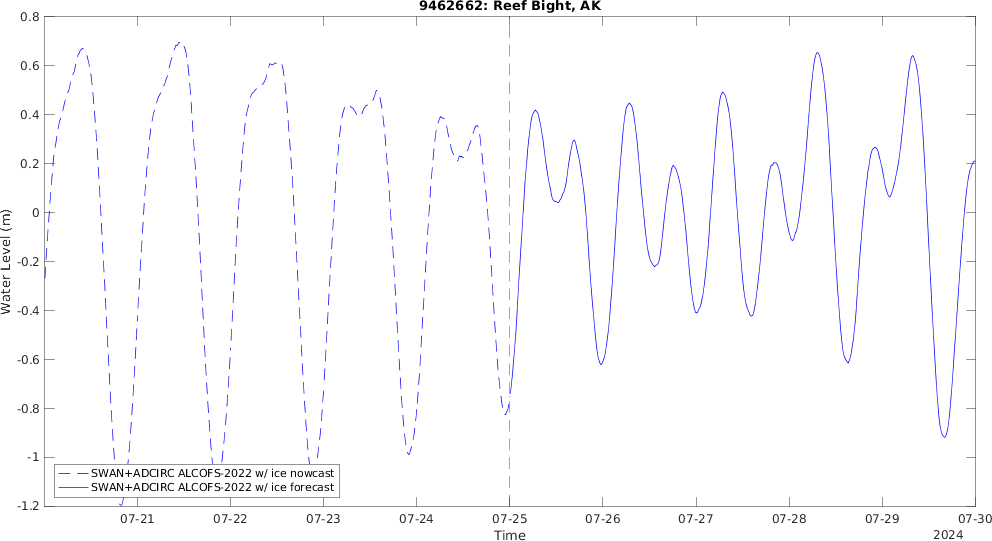 9462662: Reef Bight, AK
0.8
0.6
0.4
0.2
0
-0.2
-0.4
-0.6
-0.8
-1
-1.2
Water Level (m)
SWAN+ADCIRC ALCOFS-2022 w/ ice nowcast
SWAN+ADCIRC ALCOFS-2022 w/ ice forecast
07-21 07-22 07-23 07-24 07-25 07-26 07-27 07-28 07-29 07-30
Time
2024